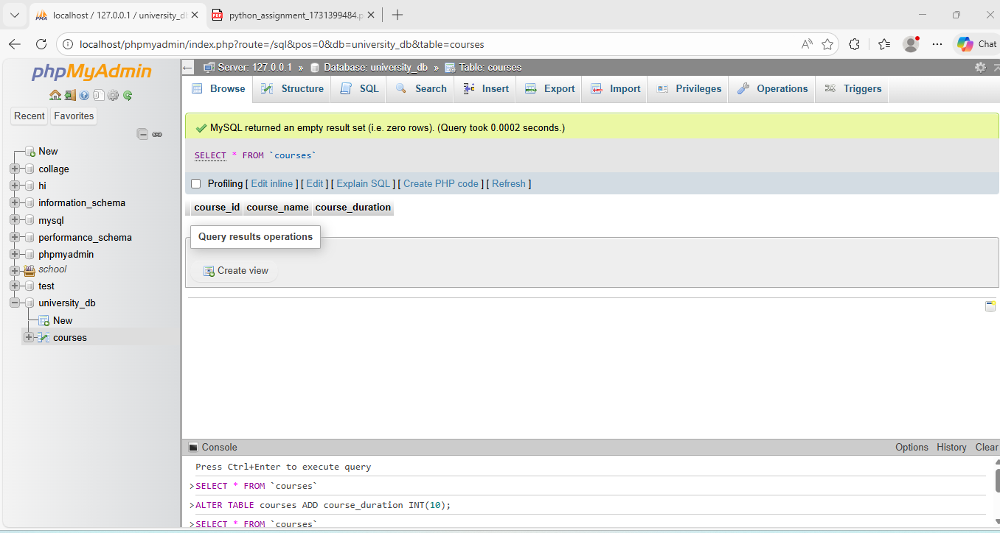 localhost / 127.0.0.1 / university_d
python_assignment_1731399484.p
localhost/phpmyadmin/index.php?route=/sql&pos=0&db=university_db&table=courses
Chat
phpMyAdmin
Recent
Favorites
New
collage
hi
information_schema
mysql
performance_schema
phpmyadmin
school
test
university_db
New
courses
Server: 127.0.0.1 » Database: university_db » Table: courses
Browse Structure SQL Search Insert Export Import Privileges Operations Triggers
MySQL returned an empty result set (i.e. zero rows). (Query took 0.0002 seconds.)
SELECT * FROM `courses`
Profiling [ Edit inline ] [ Edit ] [ Explain SQL ] [ Create PHP code ] [ Refresh ]
course_id course_name course_duration
Query results operations
Create view
Console Options History Clear
Press Ctrl+Enter to execute query
>SELECT * FROM `courses`
>ALTER TABLE courses ADD course_duration INT(10);
>SELECT * FROM `courses`